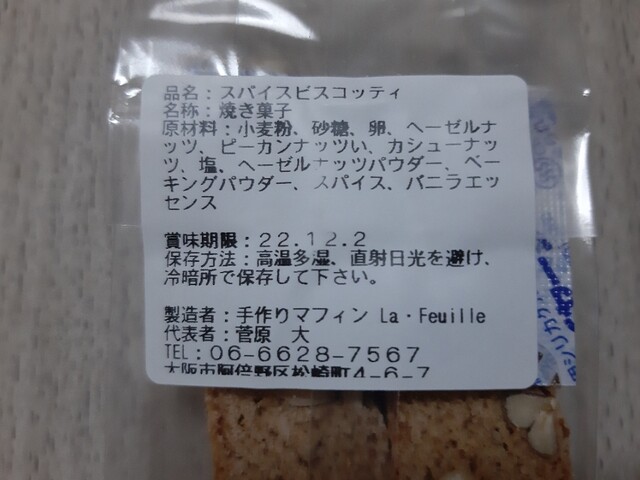 品名：スパイスビスコッティ
名称：焼き菓子
原材料：小麦粉、砂糖、卵、ヘーゼルナ
ッツ、ピーカンナッツい、カシューナッ
ツ、塩、ヘーゼルナッツパウダー、ベー
キングパウダー、スパイス、バニラエッ
センス
賞味期限：22.12.2
保存方法：高温多湿、直射日光を避け、
冷暗所で保存して下さい。
製造者：手作りマフィン La・Feuille
代表者：菅原　大
TEL：06-6628-7567
大阪市阿倍野区松崎町4-6-7